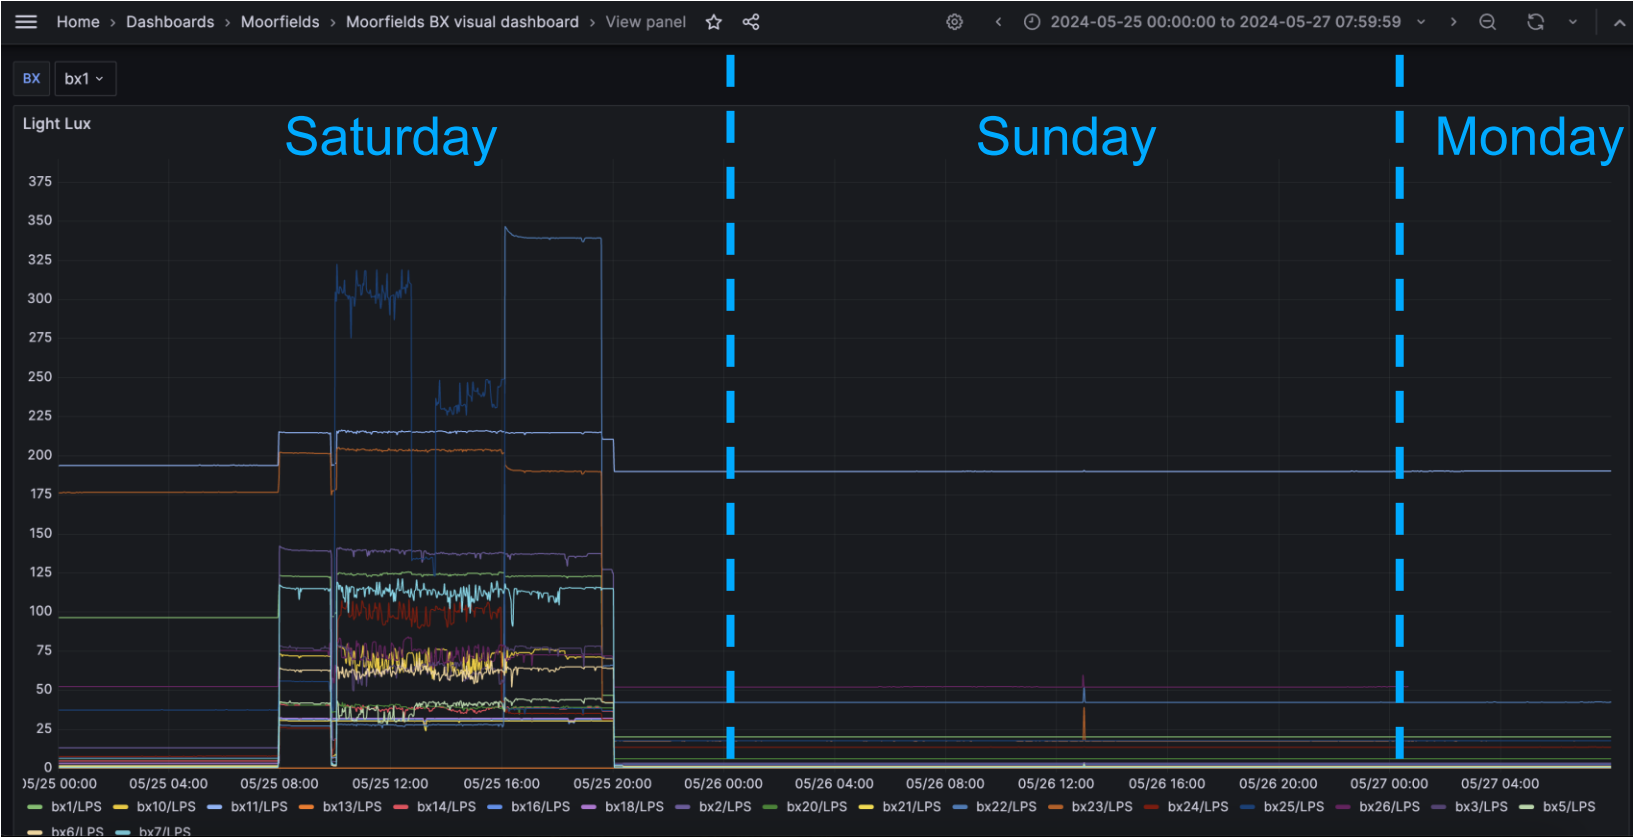 Home › Dashboards › Moorfields › Moorfields BX visual dashboard › View panel 2024-05-25 00:00:00 to 2024-05-27 07:59:59
BX bx1
Light Lux
Saturday Sunday Monday
375
350
325
300
275
250
225
200
175
150
125
100
75
50
25
0
05/25 00:00 05/25 04:00 05/25 08:00 05/25 12:00 05/25 16:00 05/25 20:00 05/26 00:00 05/26 04:00 05/26 08:00 05/26 12:00 05/26 16:00 05/26 20:00 05/27 00:00 05/27 04:00
bx1/LPS bx10/LPS bx11/LPS bx13/LPS bx14/LPS bx16/LPS bx18/LPS bx2/LPS bx20/LPS bx21/LPS bx22/LPS bx23/LPS bx24/LPS bx25/LPS bx26/LPS bx3/LPS bx5/LPS
bx6/LPS bx7/LPS